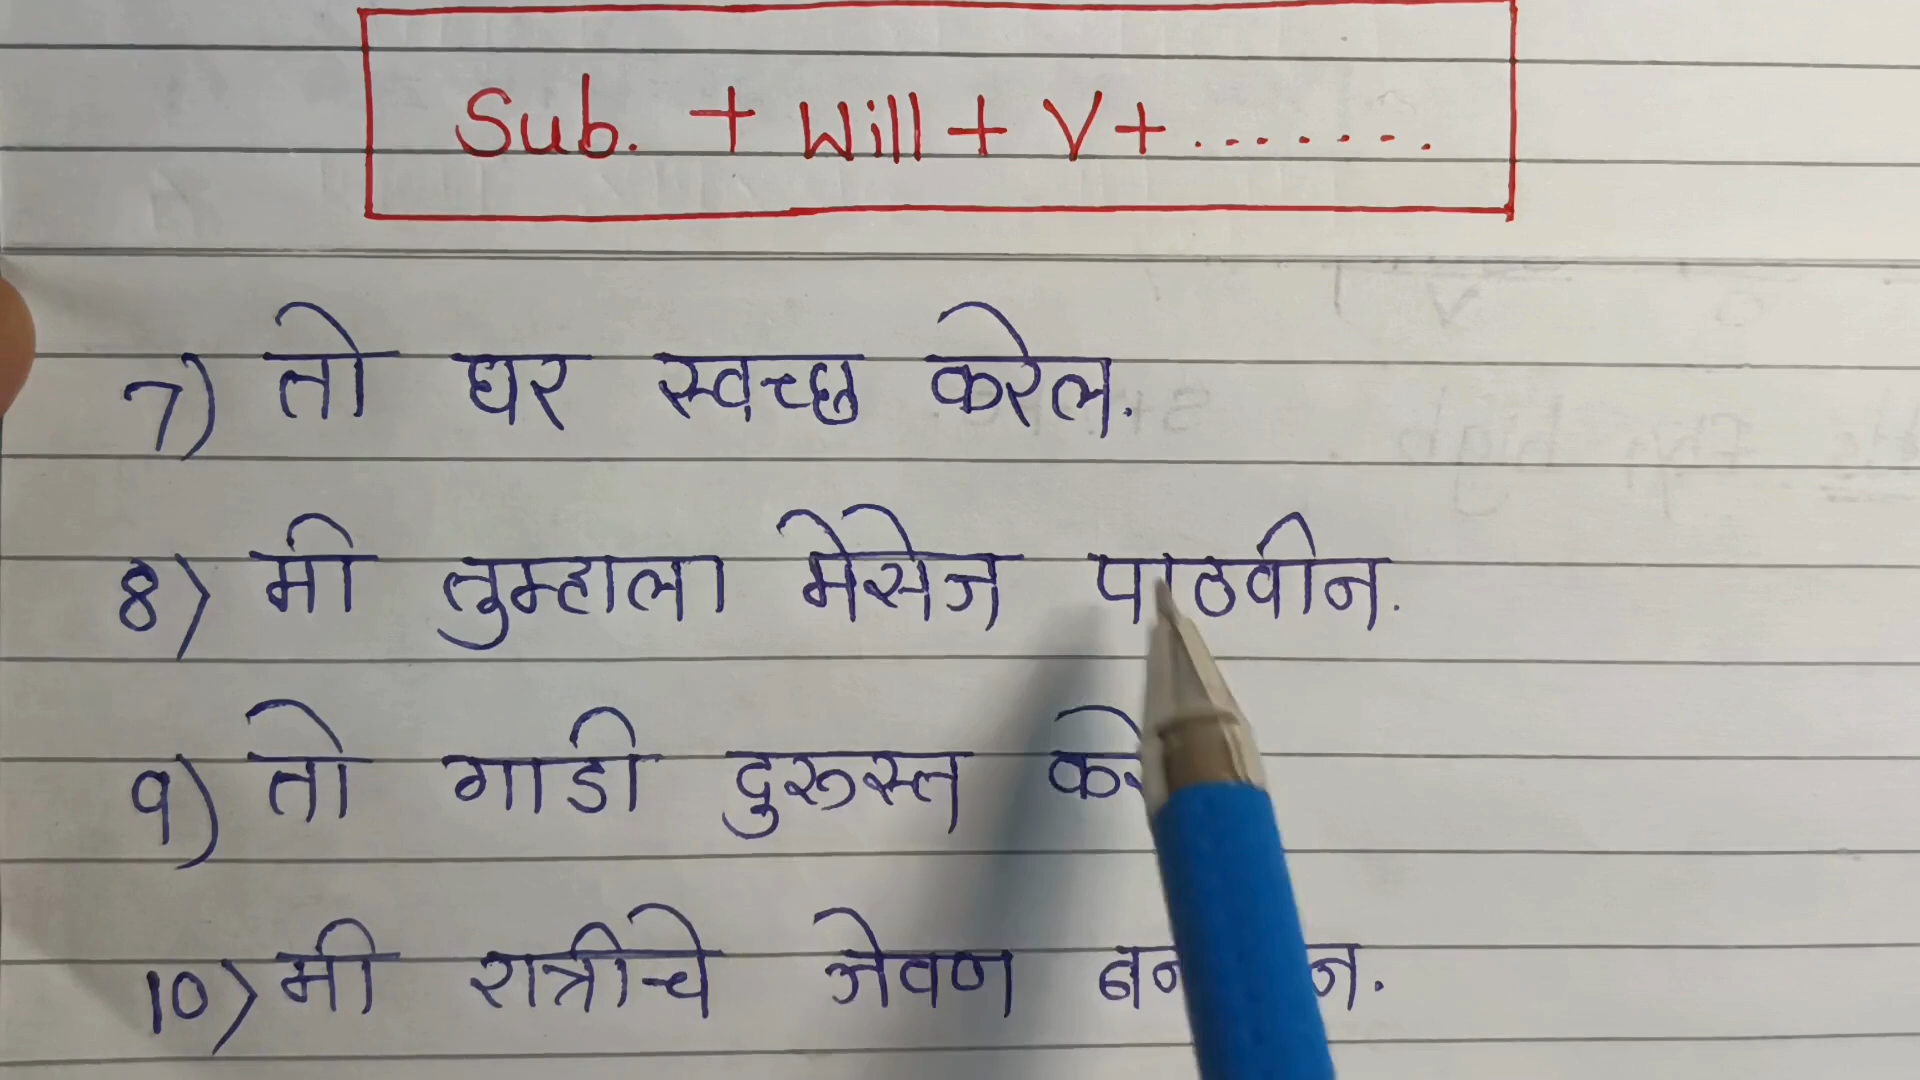 Sub. + Will + V + .......
7) तो घर स्वच्छ करेल.
8) मी तुम्हाला मेसेज पाठवीन.
9) तो गाडी दुरुस्त
10) मी रात्रीचे जेवण